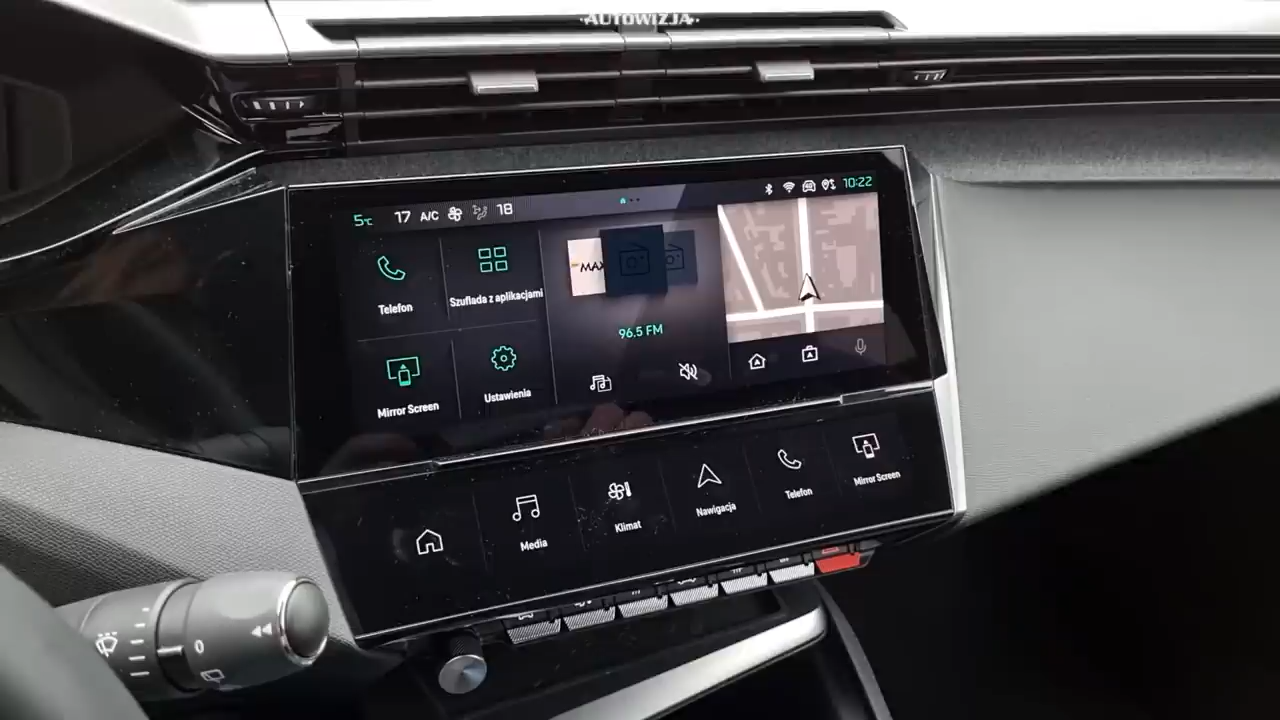 ·AUTOWIZJA·
5°C 17 A/C 18 10:22
Telefon
Szuflada z aplikacjami
MAX
96.5 FM
Mirror Screen
Ustawienia
Media
Klimat
Nawigacja
Telefon
Mirror Screen
0